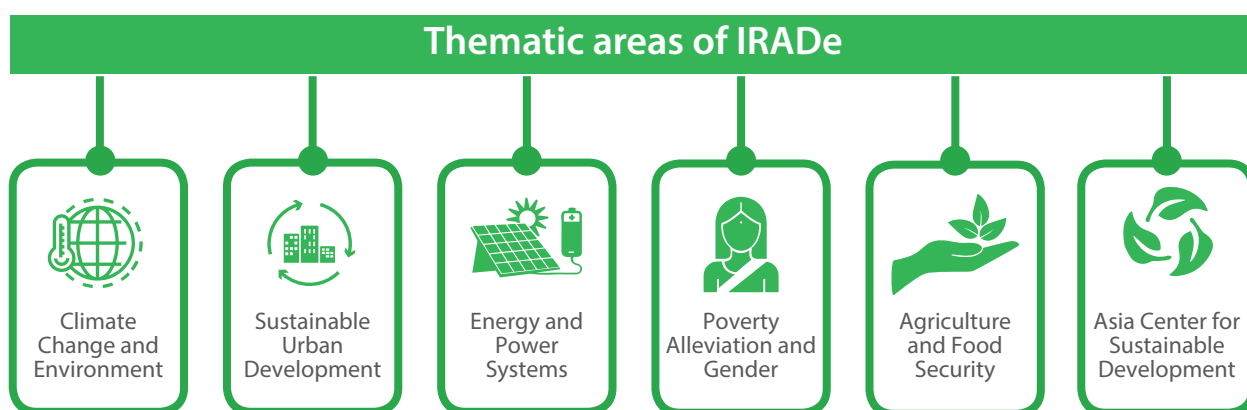 Thematic areas of IRADe
Climate
Change and
Environment
Sustainable
Urban
Development
Energy and
Power
Systems
Poverty
Alleviation and
Gender
Agriculture
and Food
Security
Asia Center for
Sustainable
Development